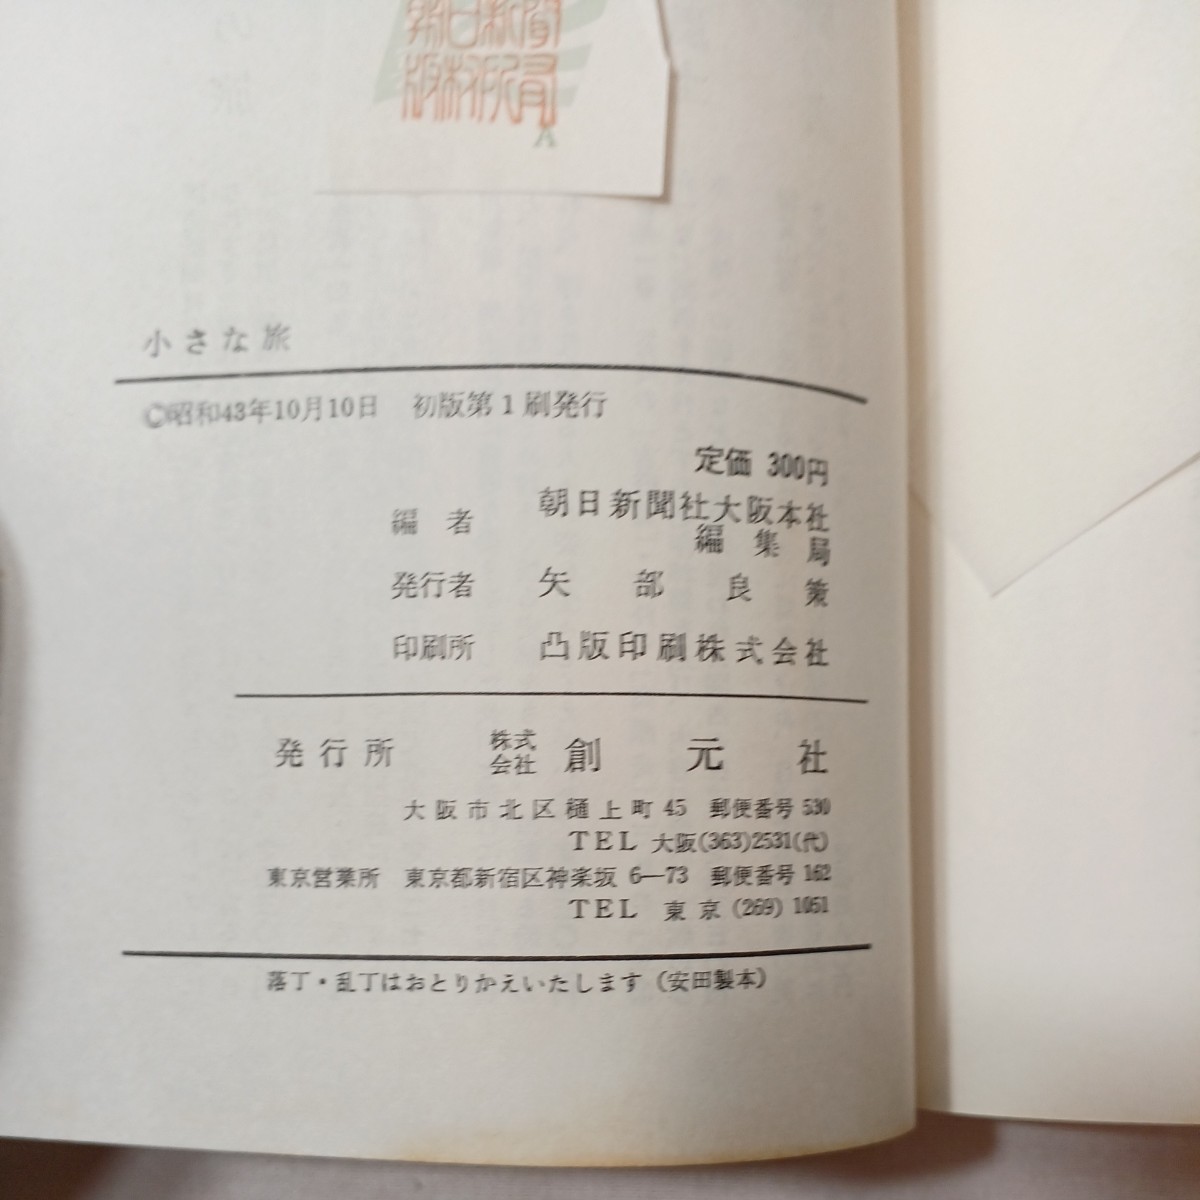 小さな旅
©昭和43年10月10日　初版第1刷発行
定価 300円
編者　朝日新聞社大阪本社
編集局
発行者　矢部良策
印刷所　凸版印刷株式会社
発行所　株式会社　創元社
大阪市北区樋上町45　郵便番号530
TEL 大阪(363)2531(代)
東京営業所　東京都新宿区神楽坂6—73　郵便番号162
TEL 東京(269)1051
落丁・乱丁はおとりかえいたします（安田製本）